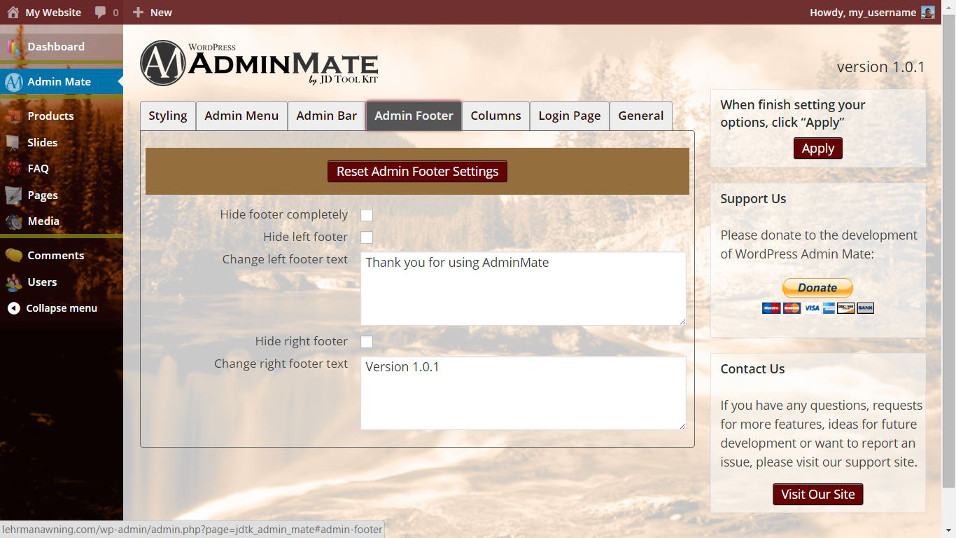 My Website 0 New Howdy, my_username
Dashboard
Admin Mate
Products
Slides
FAQ
Pages
Media
Comments
Users
Collapse menu
AM
WORDPRESS
ADMINMATE
by JD TOOL KIT
version 1.0.1
Styling Admin Menu Admin Bar Admin Footer Columns Login Page General
Reset Admin Footer Settings
Hide footer completely
Hide left footer
Change left footer text Thank you for using AdminMate
Hide right footer
Change right footer text Version 1.0.1
When finish setting your
options, click “Apply”
Apply
Support Us
Please donate to the development
of WordPress Admin Mate:
Donate
VISA BANK
Contact Us
If you have any questions, requests
for more features, ideas for future
development or want to report an
issue, please visit our support site.
Visit Our Site
lehrmanawning.com/wp-admin/admin.php?page=jdtk_admin_mate#admin-footer